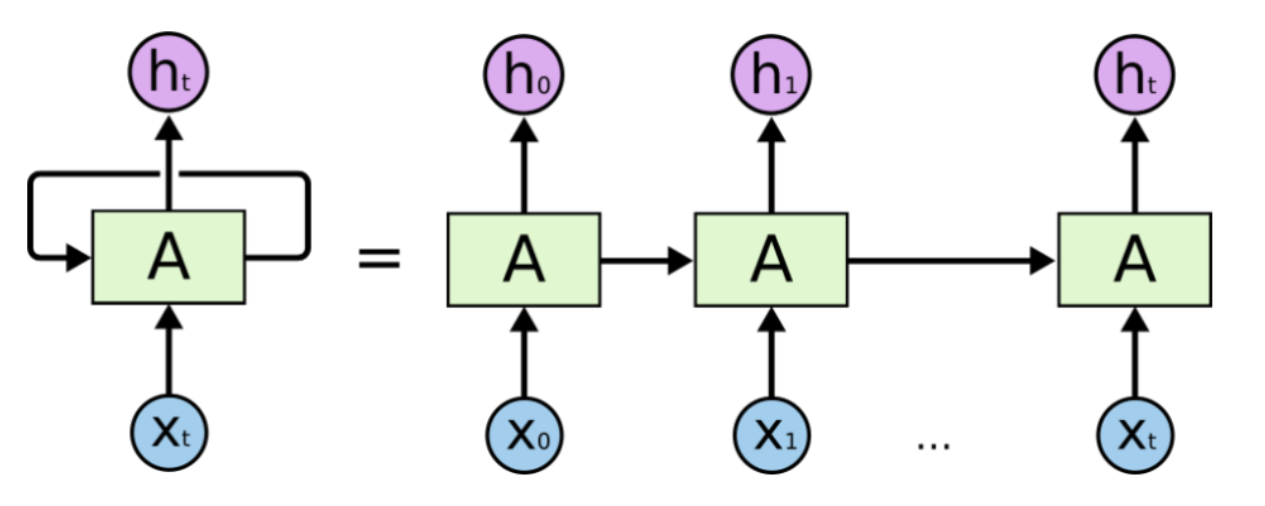 ht h0 h1 ht
A = A A A
xt x0 x1 ... xt